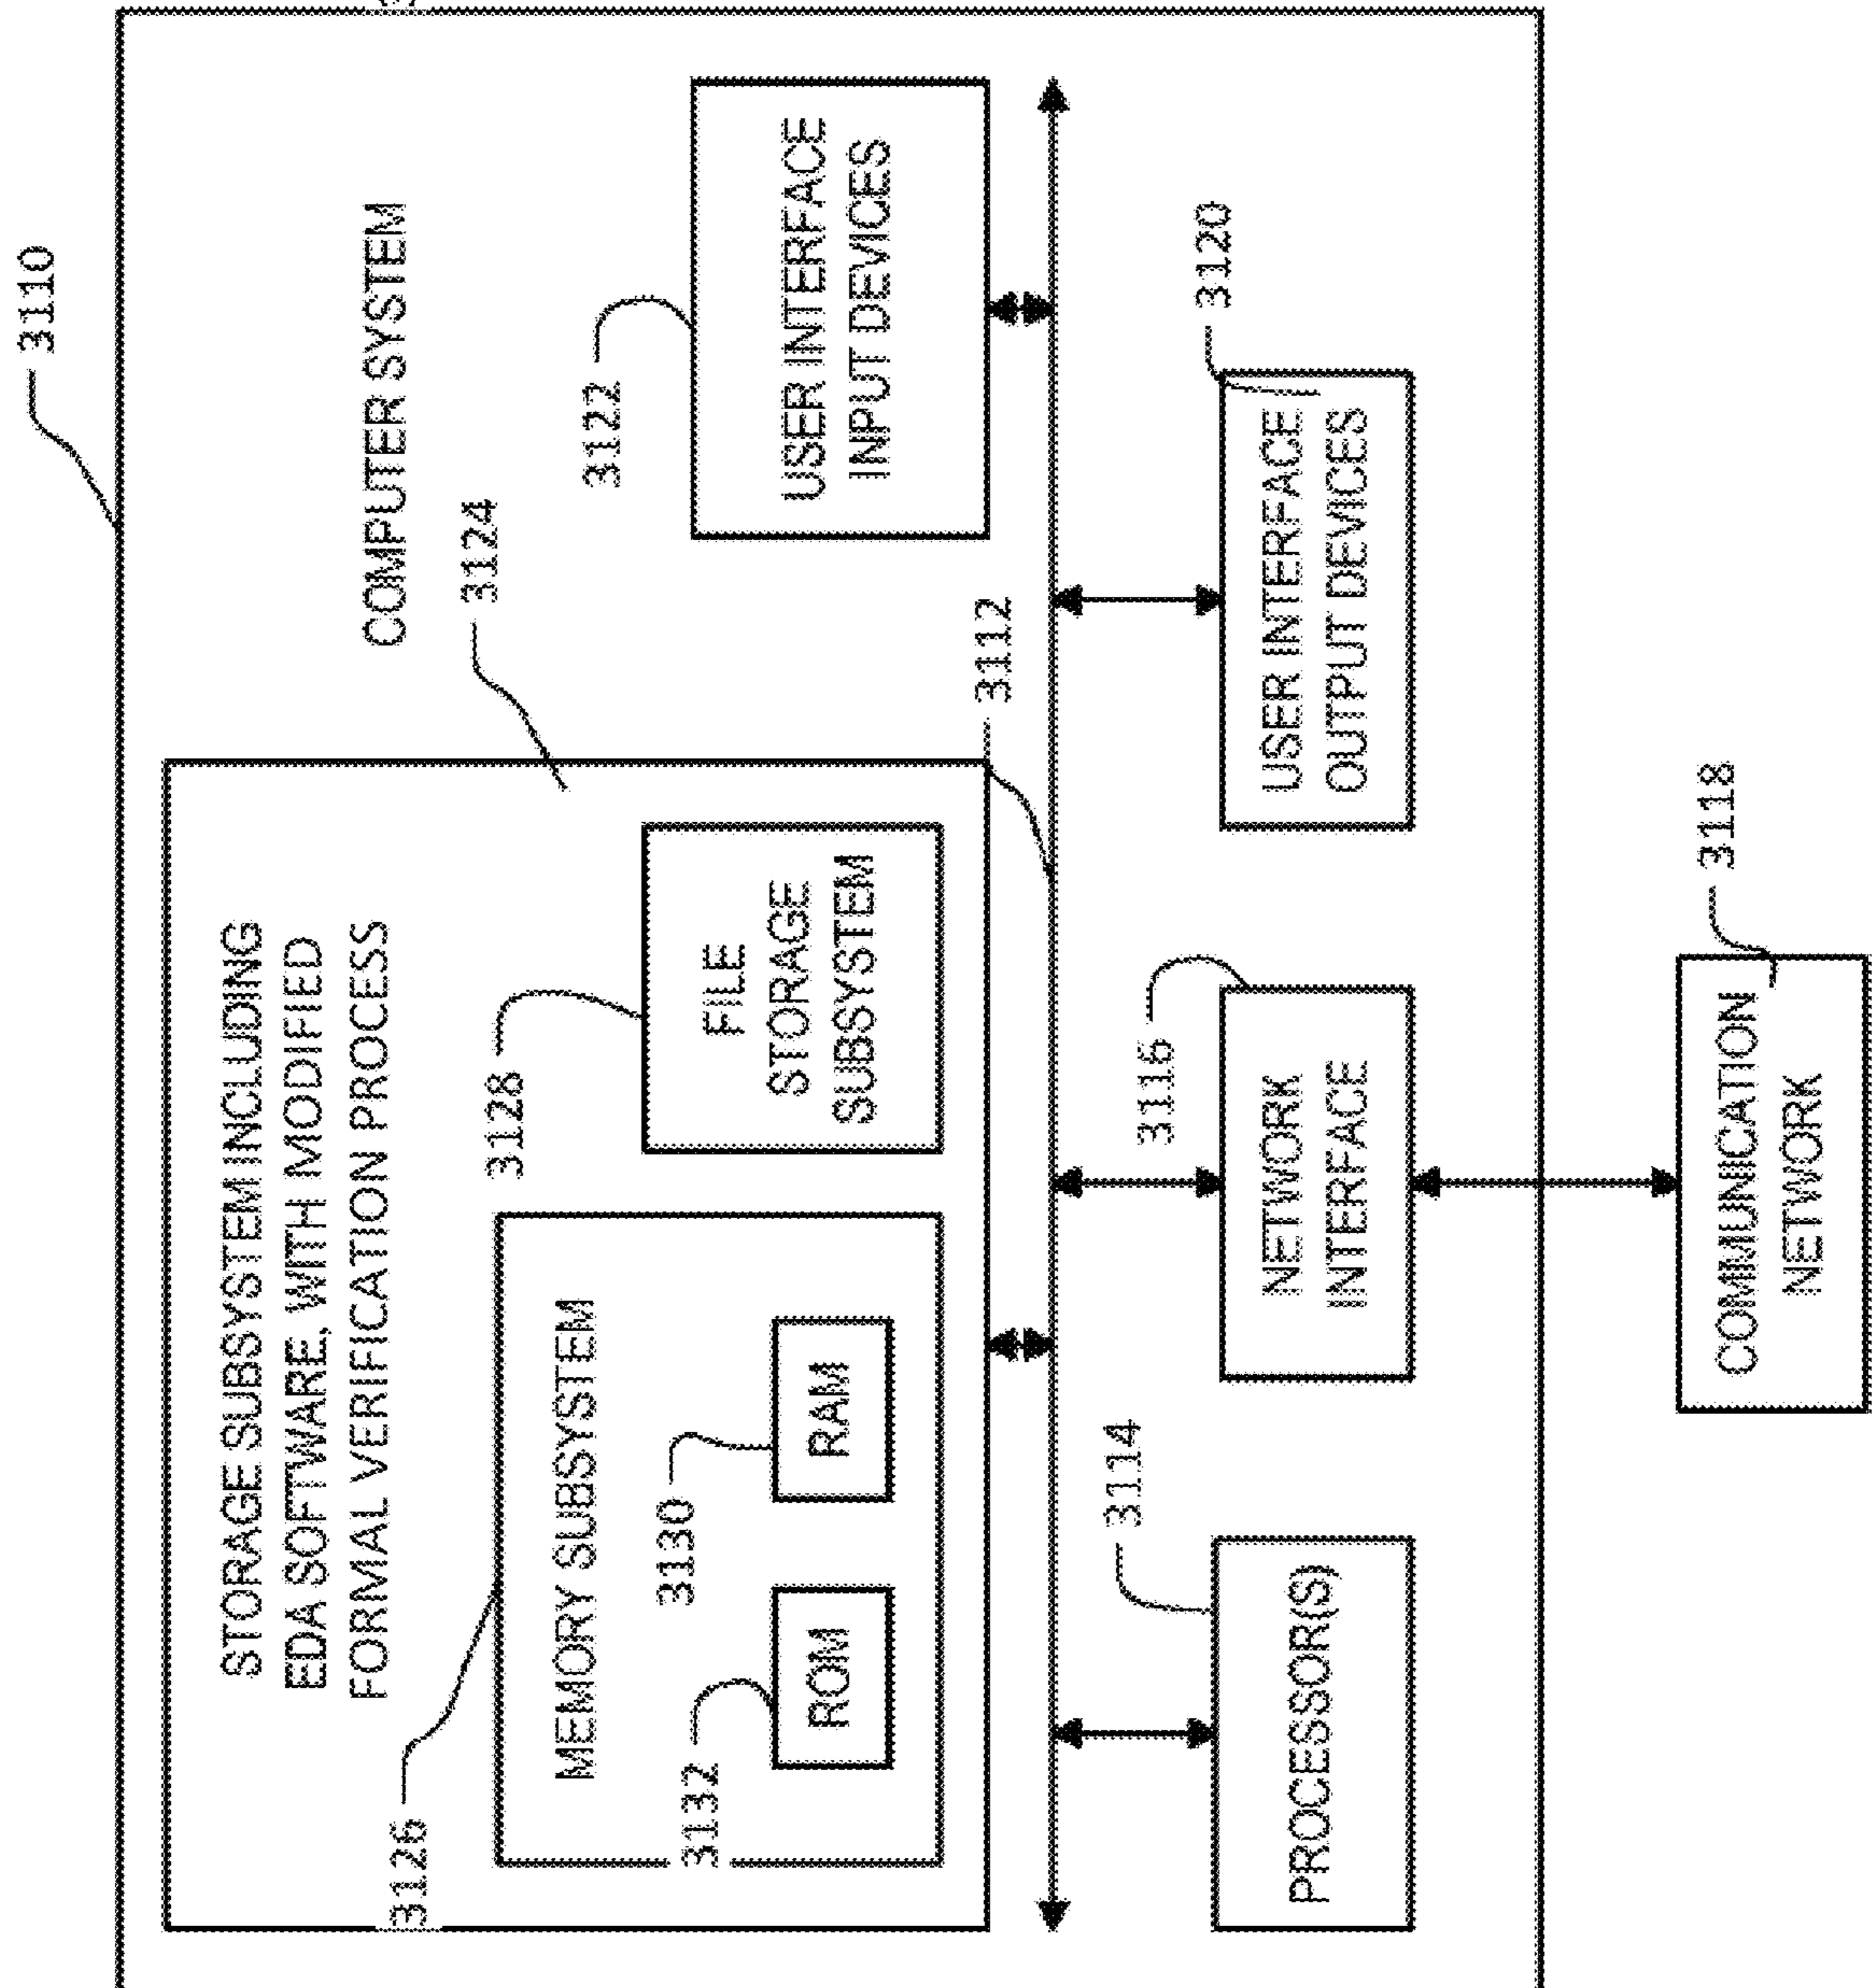 3110
COMPUTER SYSTEM
STORAGE SUBSYSTEM INCLUDING
EDA SOFTWARE, WITH MODIFIED
FORMAL VERIFICATION PROCESS
3124
3126
MEMORY SUBSYSTEM
3132
ROM
3130
RAM
3128
FILE
STORAGE
SUBSYSTEM
3122
USER INTERFACE
INPUT DEVICES
3112
3114
PROCESSOR(S)
3116
NETWORK
INTERFACE
3120
USER INTERFACE
OUTPUT DEVICES
3118
COMMUNICATION
NETWORK